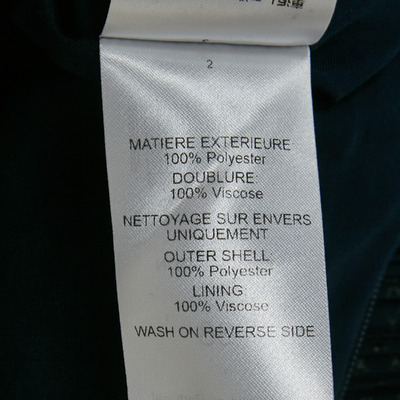 2
MATIERE EXTERIEURE
100% Polyester
DOUBLURE
100% Viscose
NETTOYAGE SUR ENVERS
UNIQUEMENT
OUTER SHELL
100% Polyester
LINING
100% Viscose
WASH ON REVERSE SIDE